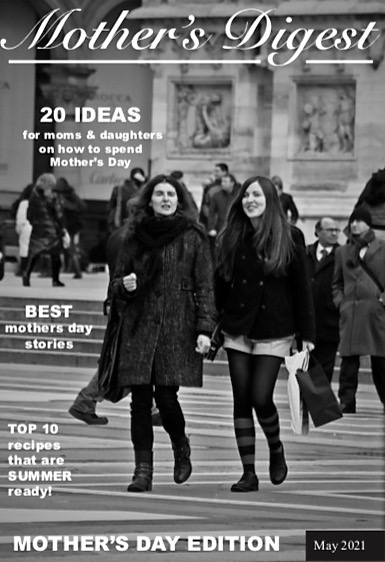 Mother's Digest
20 IDEAS
for moms & daughters
on how to spend
Mother's Day
BEST
mothers day
stories
TOP 10
recipes
that are
SUMMER
ready!
MOTHER'S DAY EDITION
May 2021